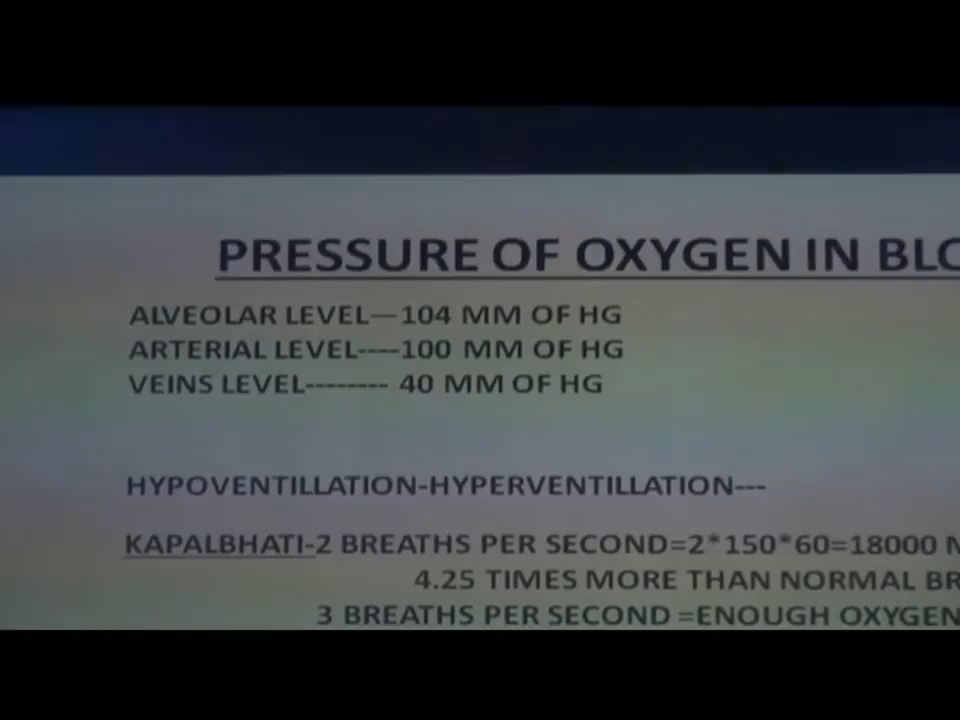 PRESSURE OF OXYGEN IN
ALVEOLAR LEVEL—104 MM OF HG
ARTERIAL LEVEL----100 MM OF HG
VEINS LEVEL-------- 40 MM OF HG
HYPOVENTILLATION-HYPERVENTILLATION---
KAPALBHATI-2 BREATHS PER SECOND=2*150*60=18000
4.25 TIMES MORE THAN NORMAL
3 BREATHS PER SECOND =ENOUGH OXYGEN